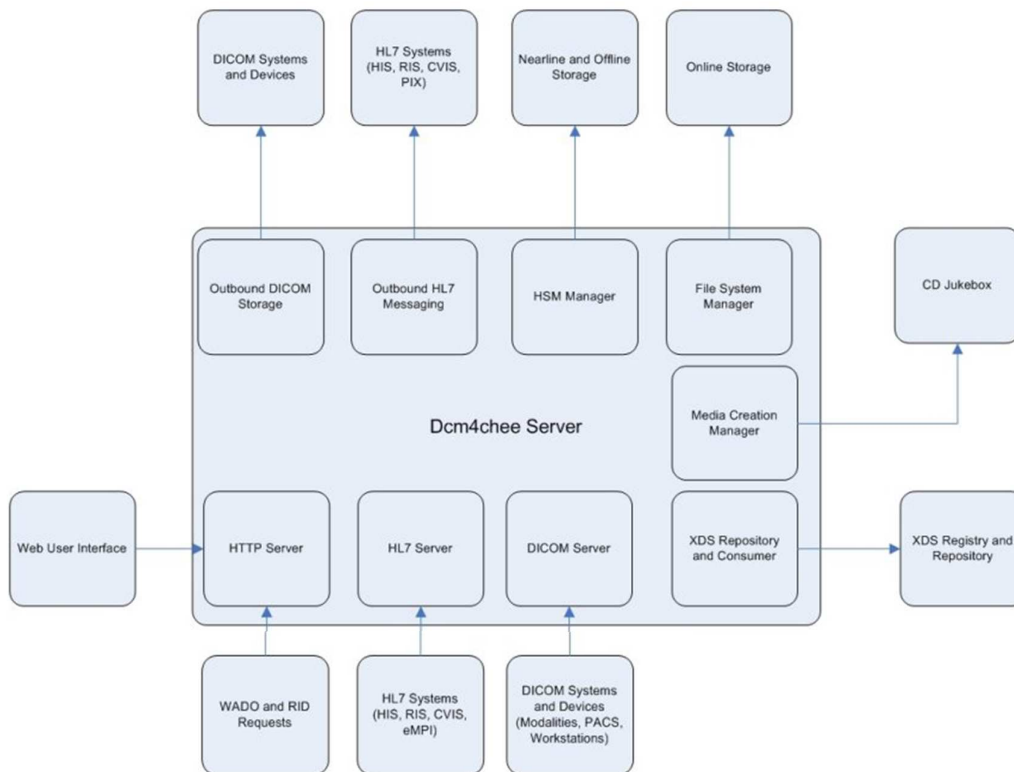 DICOM Systems
and Devices
HL7 Systems
(HIS, RIS, CVIS,
PIX)
Nearline and Offline
Storage
Online Storage
Outbound DICOM
Storage
Outbound HL7
Messaging
HSM Manager
File System
Manager
CD Jukebox
Dcm4chee Server
Media Creation
Manager
Web User Interface
HTTP Server
HL7 Server
DICOM Server
XDS Repository
and Consumer
XDS Registry and
Repository
WADO and RID
Requests
HL7 Systems
(HIS, RIS, CVIS,
eMPI)
DICOM Systems
and Devices
(Modalities, PACS,
Workstations)